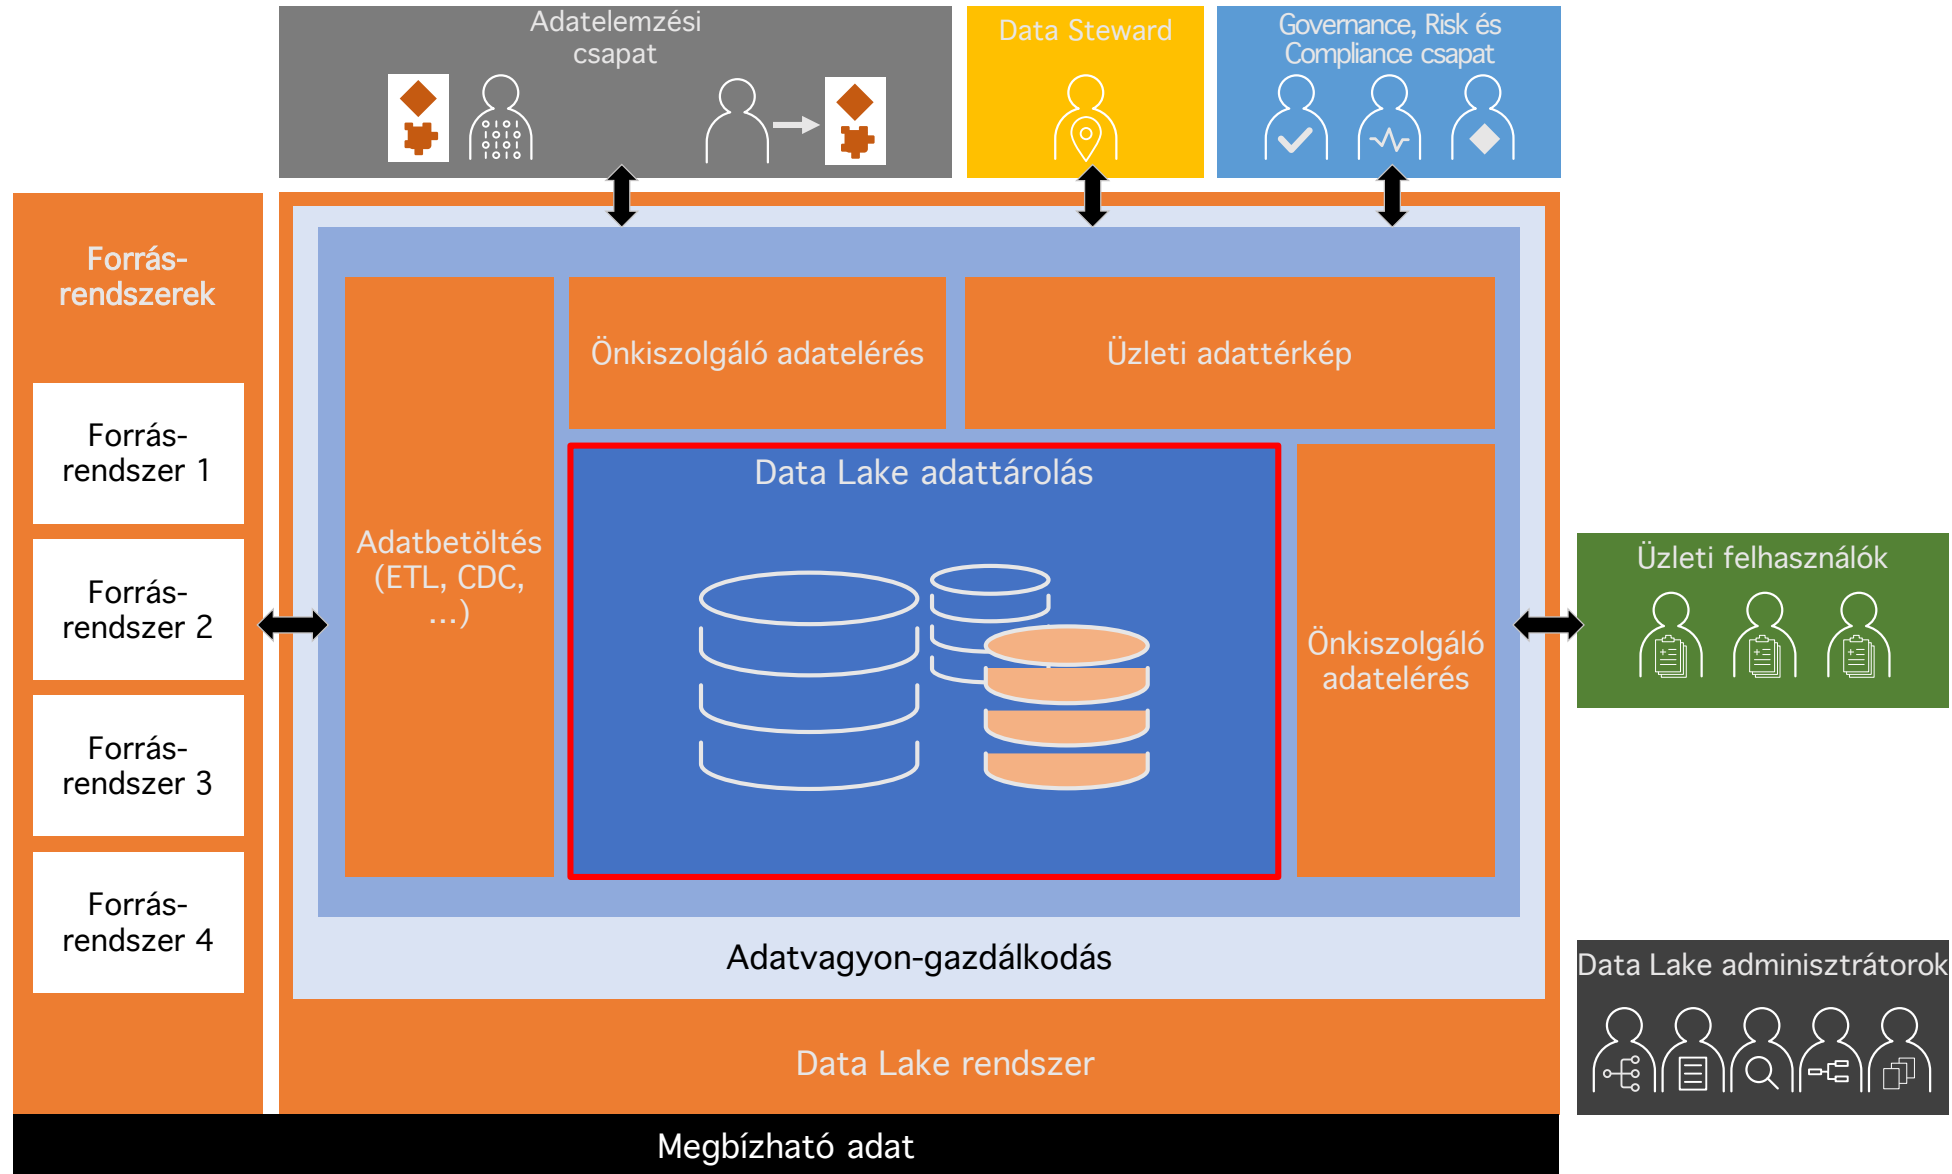 Adatelemzési
csapat
Data Steward
Governance, Risk és
Compliance csapat
Forrás-
rendszerek
Forrás-
rendszer 1
Forrás-
rendszer 2
Forrás-
rendszer 3
Forrás-
rendszer 4
Adatbetöltés
(ETL, CDC,
...)
Önkiszolgáló adatelérés
Üzleti adattérkép
Data Lake adattárolás
Önkiszolgáló
adatelérés
Adatvagyon-gazdálkodás
Data Lake rendszer
Megbízható adat
Üzleti felhasználók
Data Lake adminisztrátorok